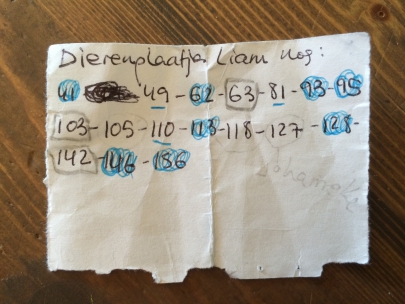 Dierenplaatjes Liam nog:
41 49 - 62 - 63 - 81 - 93 - 95
103 - 105 - 110 - 113 - 118 - 127 - 128 -
142 - 146 - 186